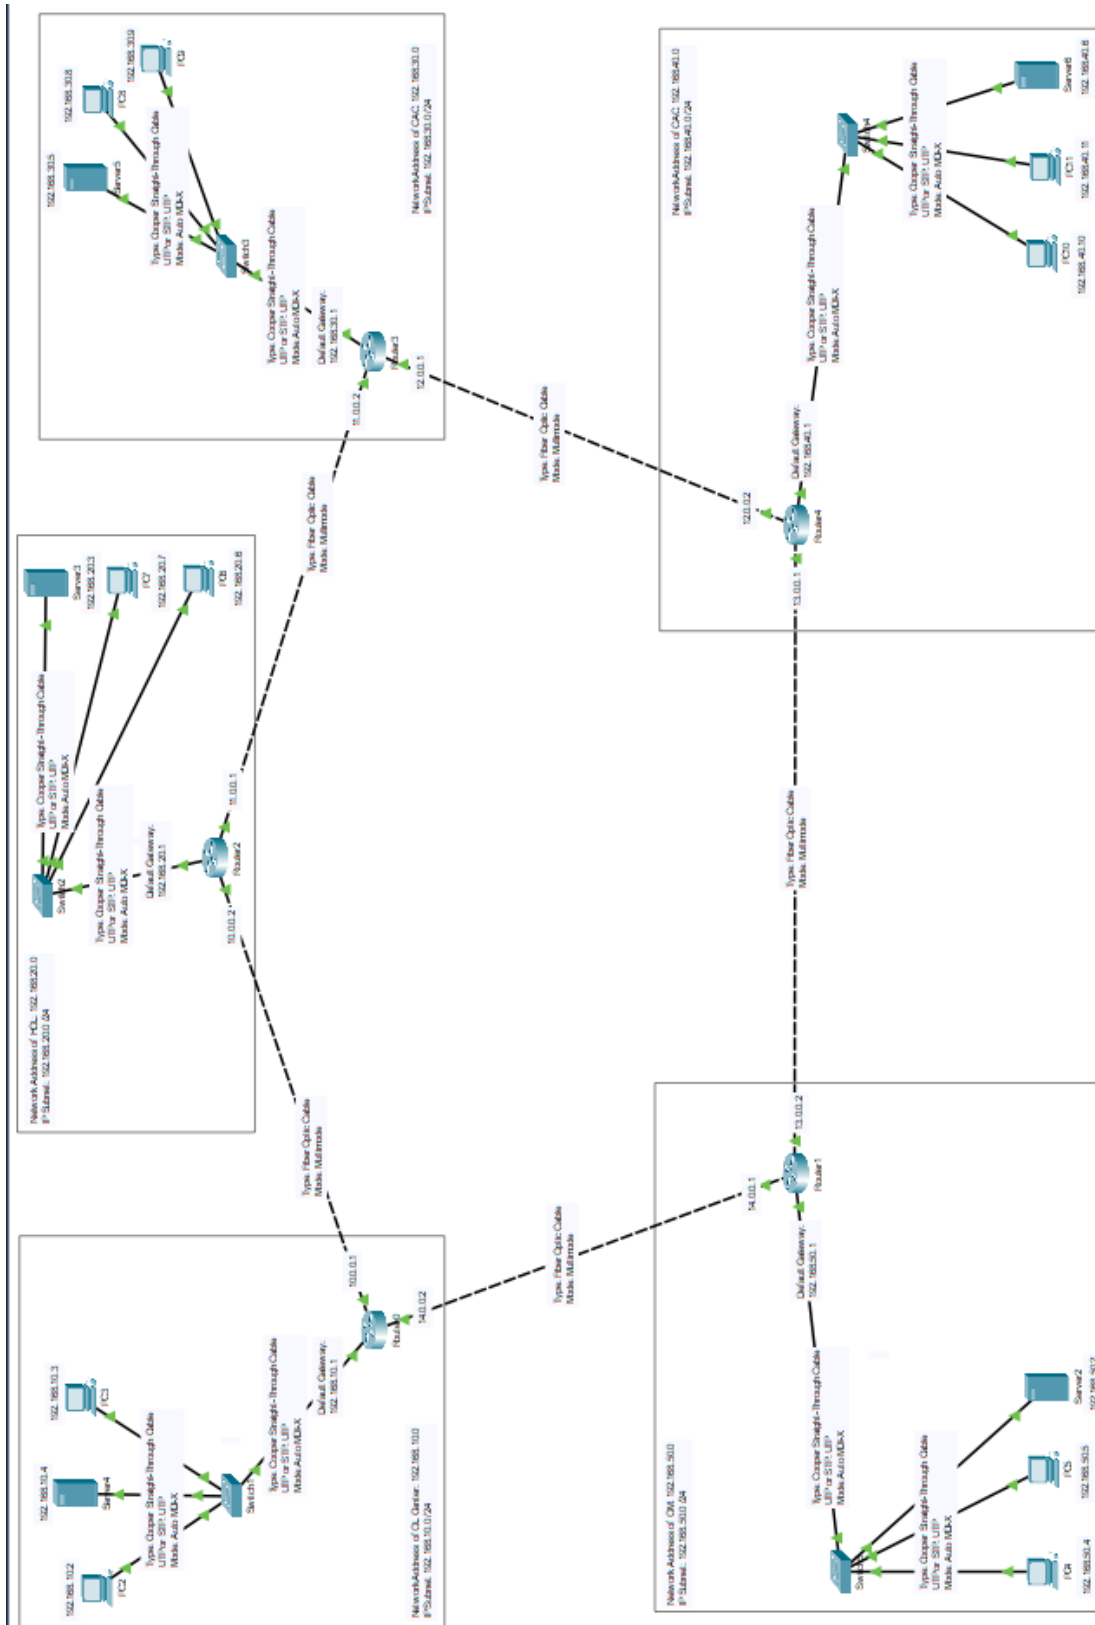 192.168.10.2
PC2
192.168.10.4
Server4
192.168.10.3
PC3
Type: Cooper Straight-Through Cable
UTP or STP: UTP
Mode: Auto MDI-X
Switch1
Type: Cooper Straight-Through Cable
UTP or STP: UTP
Mode: Auto MDI-X
Default Gateway:
192.168.10.1
Router0
10.0.0.1
14.0.0.2
Network Address of 192.168.10.0
IP Subnet: 192.168.10.0 /24
Type: Fiber Optic Cable
Mode: Multimode
Network Address of 192.168.20.0
IP Subnet: 192.168.20.0 /24
Switch2
Type: Cooper Straight-Through Cable
UTP or STP: UTP
Mode: Auto MDI-X
Type: Cooper Straight-Through Cable
UTP or STP: UTP
Mode: Auto MDI-X
Server3
192.168.20.3
PC7
192.168.20.7
PC6
192.168.20.6
Default Gateway:
192.168.20.1
Router2
10.0.0.2
11.0.0.1
Type: Fiber Optic Cable
Mode: Multimode
192.168.30.5
Server5
192.168.30.8
PC8
192.168.30.9
PC9
Type: Cooper Straight-Through Cable
UTP or STP: UTP
Mode: Auto MDI-X
Switch3
Type: Cooper Straight-Through Cable
UTP or STP: UTP
Mode: Auto MDI-X
Default Gateway:
192.168.30.1
Router3
11.0.0.2
12.0.0.1
Network Address of CAC: 192.168.30.0
IP Subnet: 192.168.30.0 /24
Type: Fiber Optic Cable
Mode: Multimode
Type: Fiber Optic Cable
Mode: Multimode
Network Address of 192.168.50.0
IP Subnet: 192.168.50.0 /24
14.0.0.1
Router1
13.0.0.2
Default Gateway:
192.168.50.1
Type: Cooper Straight-Through Cable
UTP or STP: UTP
Mode: Auto MDI-X
Type: Cooper Straight-Through Cable
UTP or STP: UTP
Mode: Auto MDI-X
PC4
192.168.50.4
PC5
192.168.50.5
Server2
192.168.50.2
Type: Fiber Optic Cable
Mode: Multimode
Network Address of CAC: 192.168.40.0
IP Subnet: 192.168.40.0 /24
12.0.0.2
Router4
13.0.0.1
Default Gateway:
192.168.40.1
Type: Cooper Straight-Through Cable
UTP or STP: UTP
Mode: Auto MDI-X
Switch4
Type: Cooper Straight-Through Cable
UTP or STP: UTP
Mode: Auto MDI-X
PC10
192.168.40.10
PC11
192.168.40.11
Server6
192.168.40.6